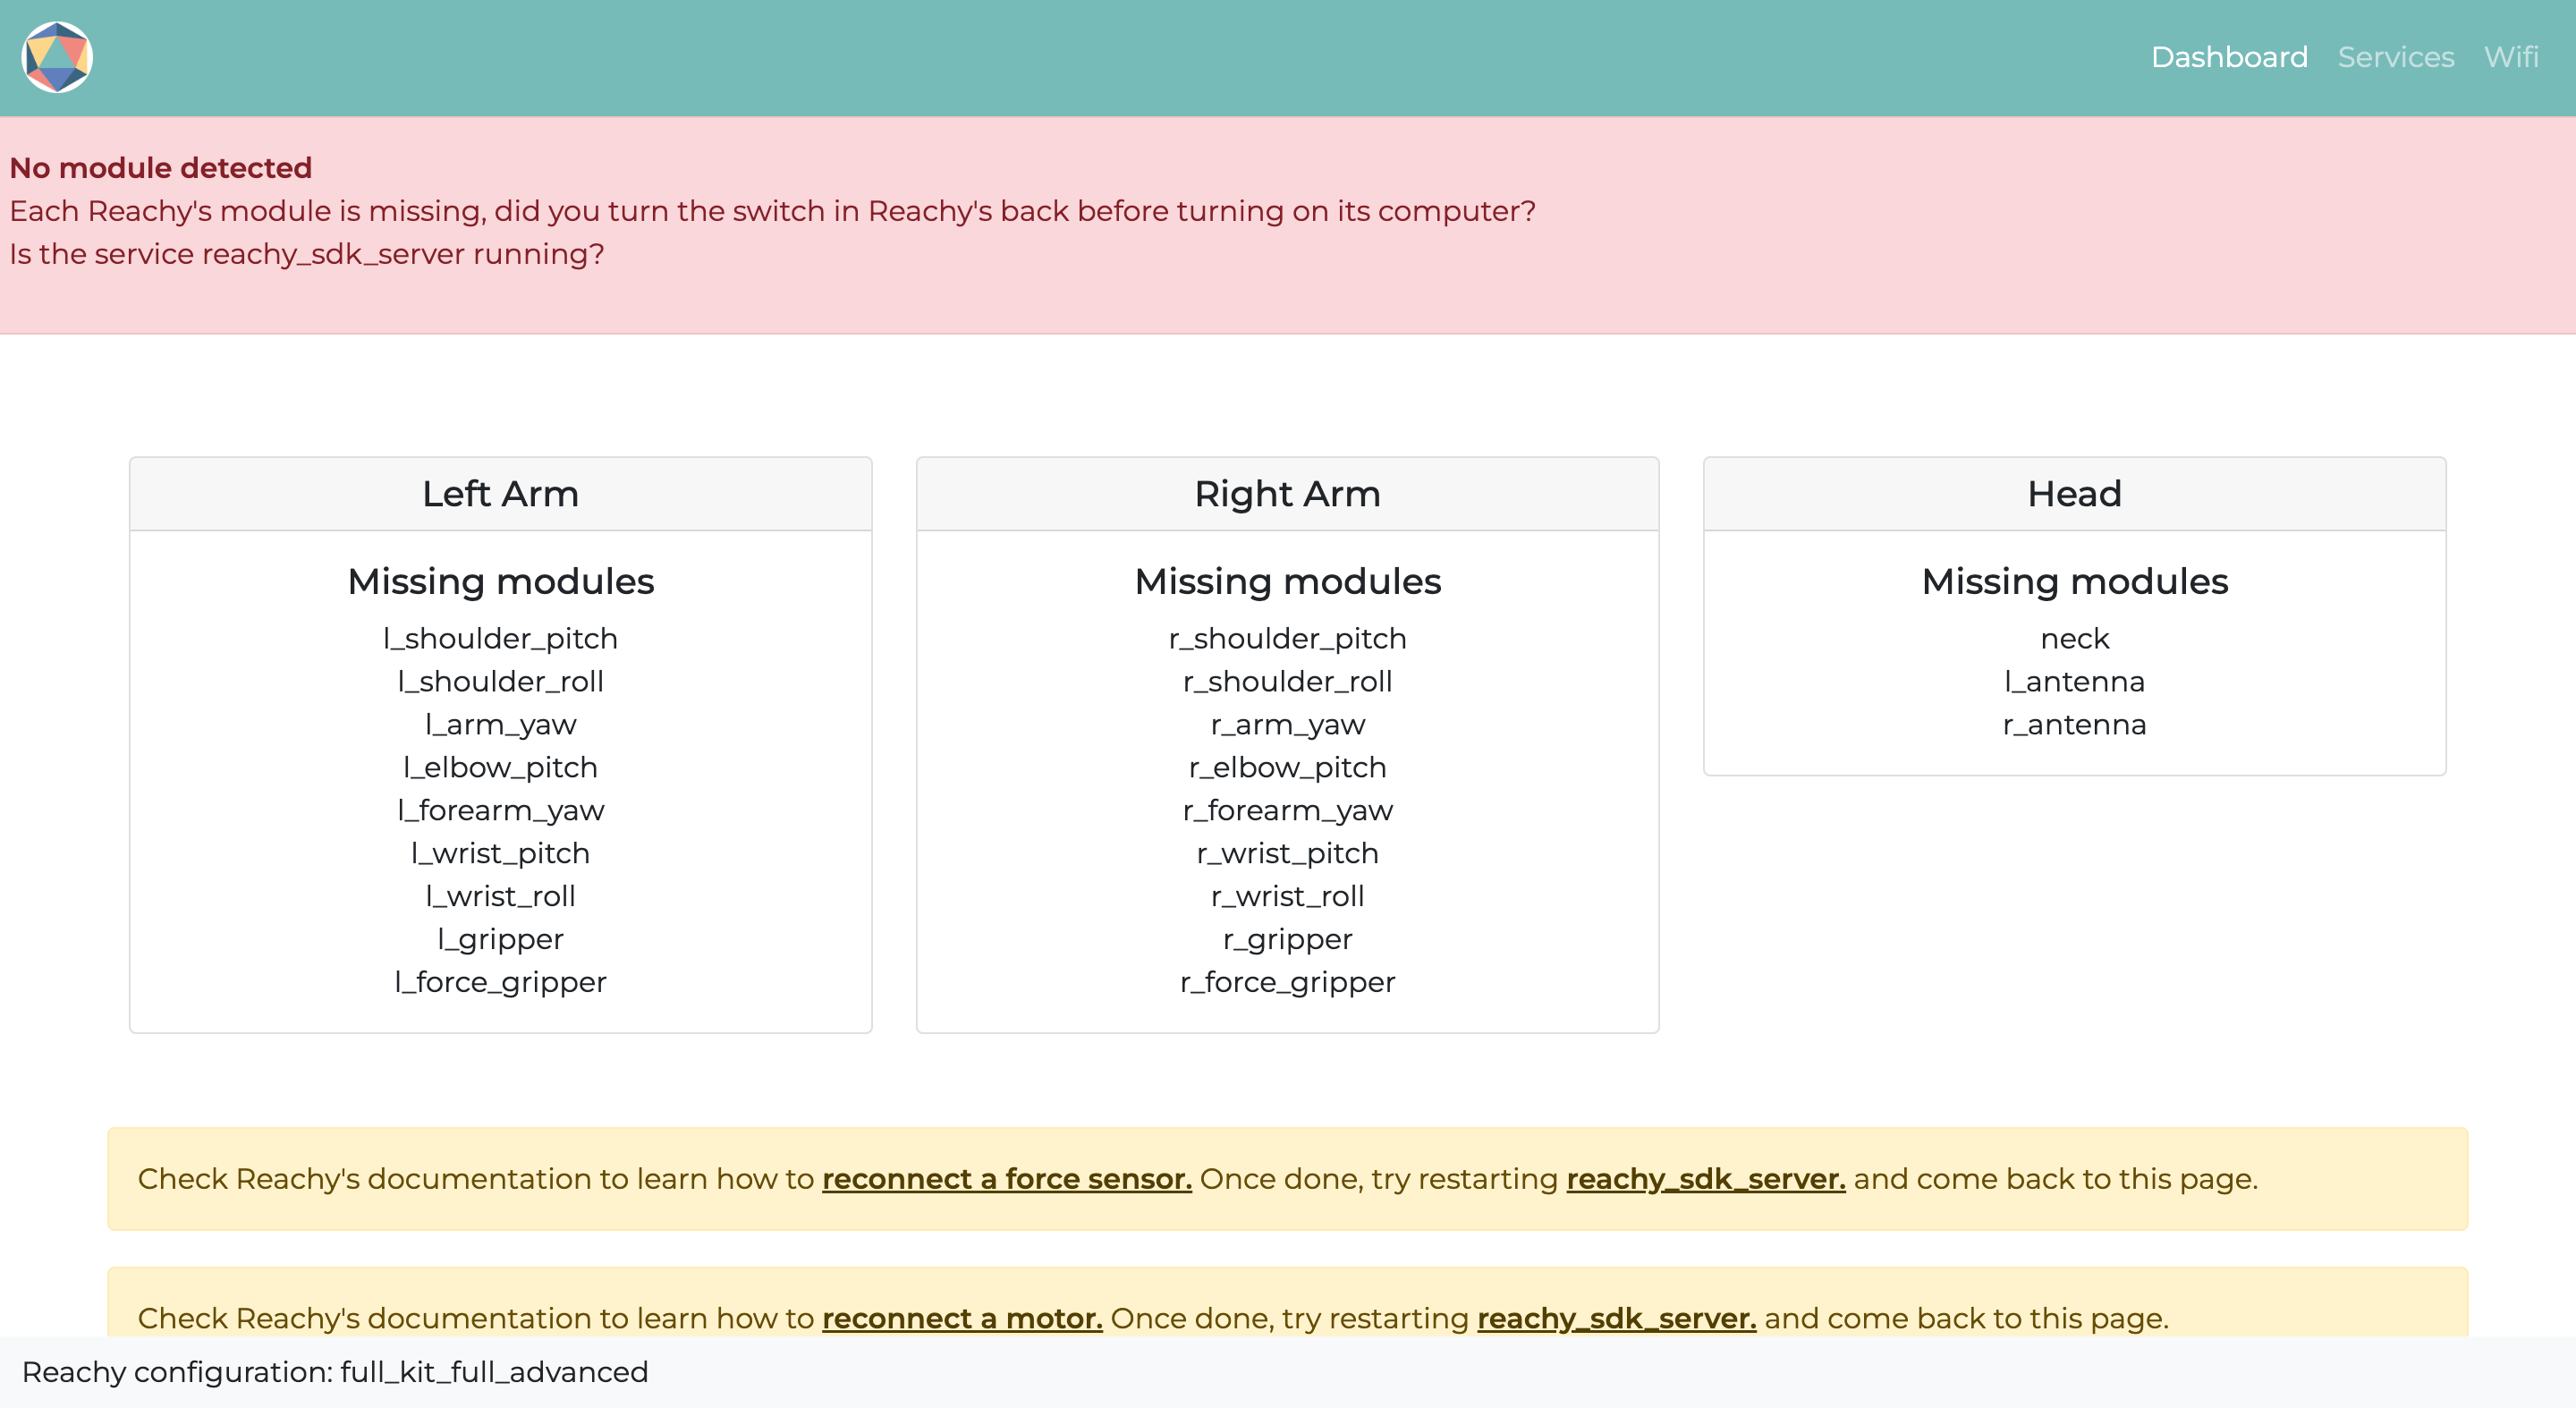 Dashboard Services Wifi
No module detected
Each Reachy's module is missing, did you turn the switch in Reachy's back before turning on its computer?
Is the service reachy_sdk_server running?
Left Arm
Missing modules
l_shoulder_pitch
l_shoulder_roll
l_arm_yaw
l_elbow_pitch
l_forearm_yaw
l_wrist_pitch
l_wrist_roll
l_gripper
l_force_gripper
Right Arm
Missing modules
r_shoulder_pitch
r_shoulder_roll
r_arm_yaw
r_elbow_pitch
r_forearm_yaw
r_wrist_pitch
r_wrist_roll
r_gripper
r_force_gripper
Head
Missing modules
neck
l_antenna
r_antenna
Check Reachy's documentation to learn how to reconnect a force sensor. Once done, try restarting reachy_sdk_server. and come back to this page.
Check Reachy's documentation to learn how to reconnect a motor. Once done, try restarting reachy_sdk_server. and come back to this page.
Reachy configuration: full_kit_full_advanced